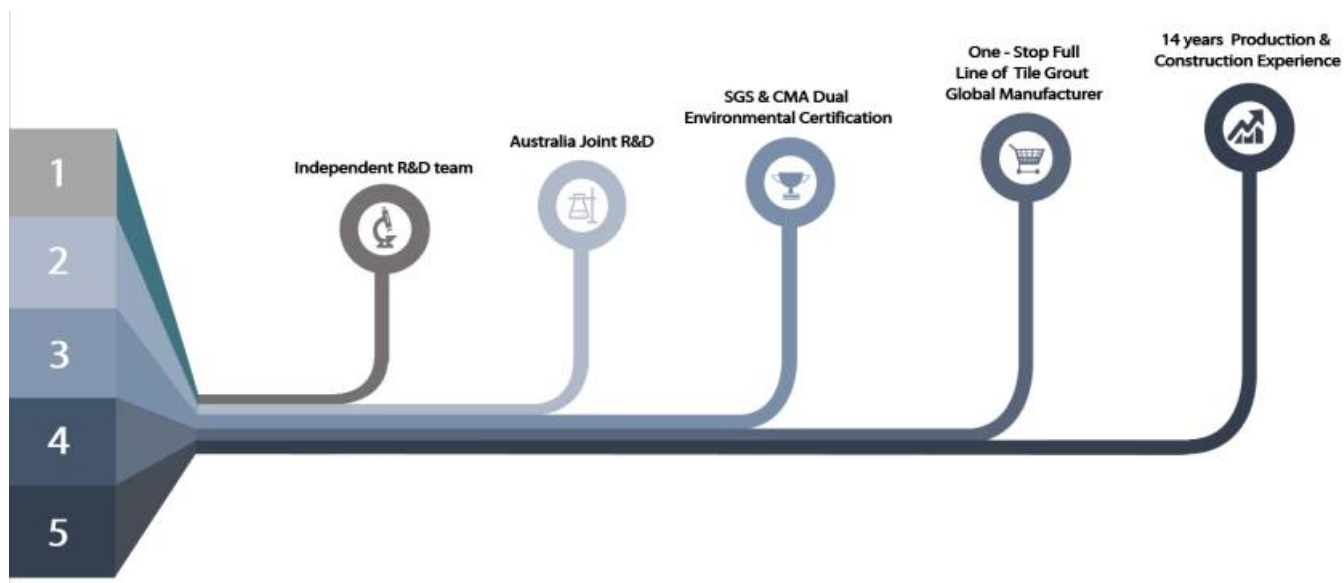 1
2
3
4
5
Independent R&D team
Australia Joint R&D
SGS & CMA Dual
Environmental Certification
One - Stop Full
Line of Tile Grout
Global Manufacturer
14 years Production &
Construction Experience